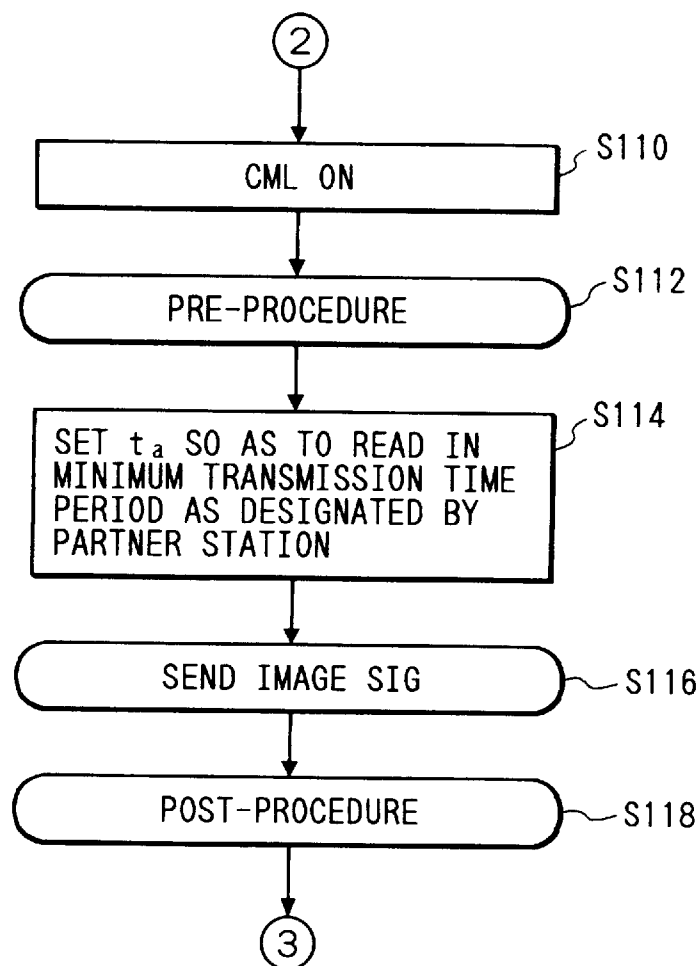 2
CML ON
S110
PRE-PROCEDURE
S112
SET ta SO AS TO READ IN
MINIMUM TRANSMISSION TIME
PERIOD AS DESIGNATED BY
PARTNER STATION
S114
SEND IMAGE SIG
S116
POST-PROCEDURE
S118
3